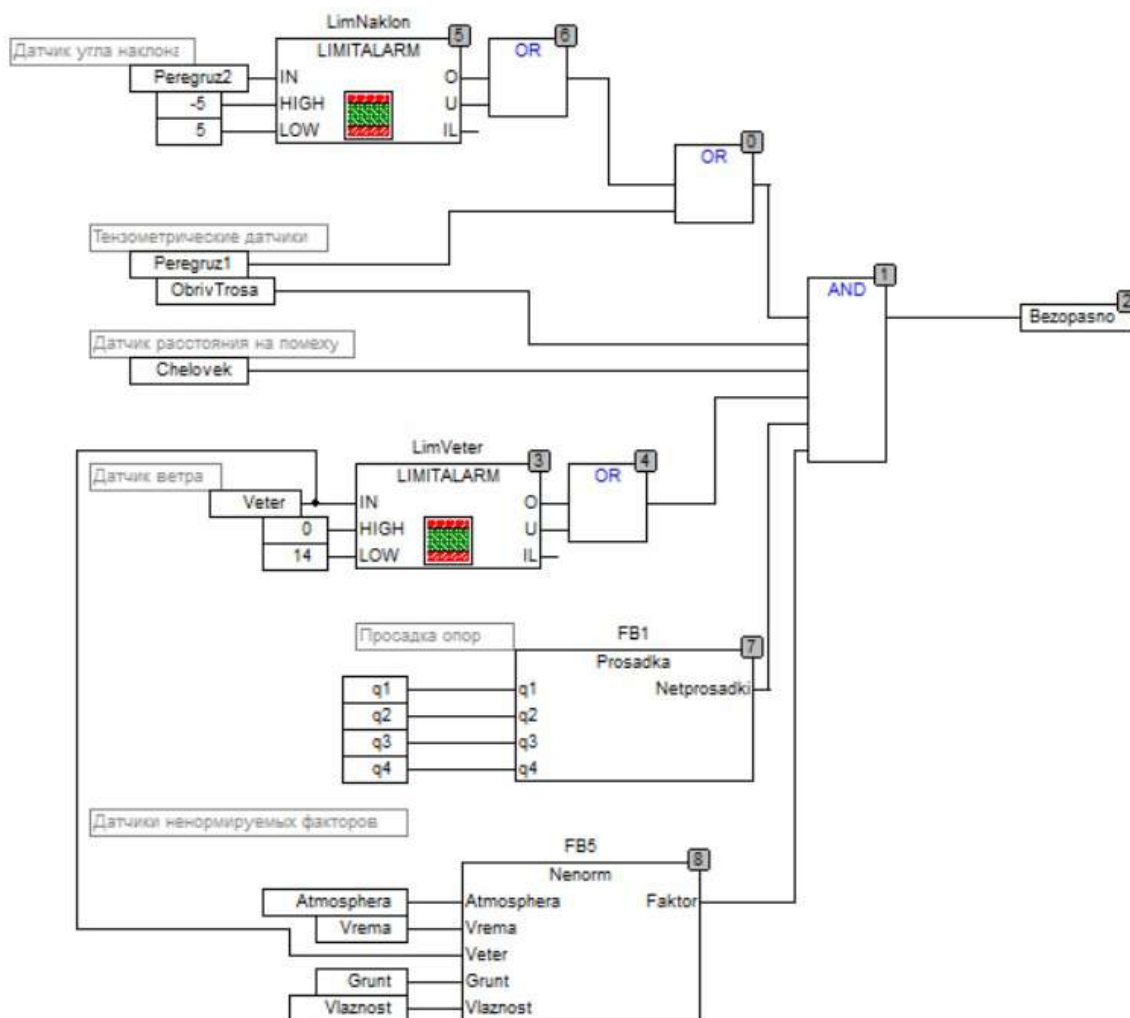 LimNaklon
5
6
Датчик угла наклона
LIMITALARM
OR
Peregruz2
IN
O
-5
HIGH
U
5
LOW
IL
0
OR
Тензометрические датчики
Peregruz1
ObrivTrosa
1
AND
2
Bezopasno
Датчик расстояния на помеху
Chelovek
LimVeter
3
4
Датчик ветра
LIMITALARM
OR
Veter
IN
O
0
HIGH
U
14
LOW
IL
Просадка опор
FB1
7
Prosadka
Netprosadki
q1
q1
q2
q2
q3
q3
q4
q4
Датчики ненормируемых факторов
FB5
8
Nenorm
Atmosphera
Atmosphera
Faktor
Vrema
Vrema
Veter
Grunt
Grunt
Vlaznost
Vlaznost